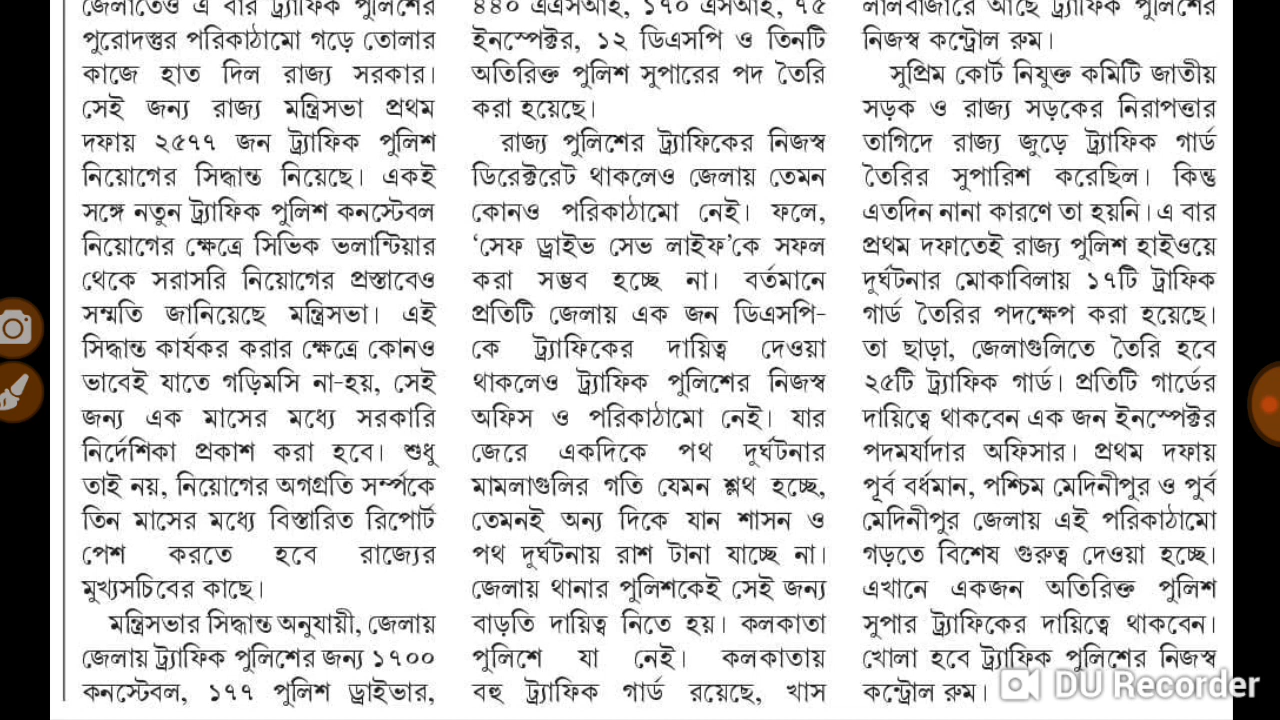 জেলাতেও এ বার ট্র্যাফিক পুলিশের
পুরোদস্তুর পরিকাঠামো গড়ে তোলার
কাজে হাত দিল রাজ্য সরকার।
সেই জন্য রাজ্য মন্ত্রিসভা প্রথম
দফায় ২৫৭৭ জন ট্র্যাফিক পুলিশ
নিয়োগের সিদ্ধান্ত নিয়েছে। একই
সঙ্গে নতুন ট্র্যাফিক পুলিশ কনস্টেবল
নিয়োগের ক্ষেত্রে সিভিক ভলান্টিয়ার
থেকে সরাসরি নিয়োগের প্রস্তাবেও
সম্মতি জানিয়েছে মন্ত্রিসভা। এই
সিদ্ধান্ত কার্যকর করার ক্ষেত্রে কোনও
ভাবেই যাতে গড়িমসি না-হয়, সেই
জন্য এক মাসের মধ্যে সরকারি
নির্দেশিকা প্রকাশ করা হবে। শুধু
তাই নয়, নিয়োগের অগগ্রতি সম্পর্কে
তিন মাসের মধ্যে বিস্তারিত রিপোর্ট
পেশ করতে হবে রাজ্যের
মুখ্যসচিবের কাছে।
মন্ত্রিসভার সিদ্ধান্ত অনুযায়ী, জেলায়
জেলায় ট্র্যাফিক পুলিশের জন্য ১৭০০
কনস্টেবল, ১৭৭ পুলিশ ড্রাইভার,
৪৪০ এএসআই, ১৭০ এসআই, ৭৫
ইনস্পেক্টর, ১২ ডিএসপি ও তিনটি
অতিরিক্ত পুলিশ সুপারের পদ তৈরি
করা হয়েছে।
রাজ্য পুলিশের ট্র্যাফিকের নিজস্ব
ডিরেক্টরেট থাকলেও জেলায় তেমন
কোনও পরিকাঠামো নেই। ফলে,
‘সেফ ড্রাইভ সেভ লাইফ’কে সফল
করা সম্ভব হচ্ছে না। বর্তমানে
প্রতিটি জেলায় এক জন ডিএসপি-
কে ট্র্যাফিকের দায়িত্ব দেওয়া
থাকলেও ট্র্যাফিক পুলিশের নিজস্ব
অফিস ও পরিকাঠামো নেই। যার
জেরে একদিকে পথ দুর্ঘটনার
মামলাগুলির গতি যেমন শ্লথ হচ্ছে,
তেমনই অন্য দিকে যান শাসন ও
পথ দুর্ঘটনায় রাশ টানা যাচ্ছে না।
জেলায় থানার পুলিশকেই সেই জন্য
বাড়তি দায়িত্ব নিতে হয়। কলকাতা
পুলিশে যা নেই। কলকাতায়
বহু ট্র্যাফিক গার্ড রয়েছে, খাস
লালবাজারে আছে ট্র্যাফিক পুলিশের
নিজস্ব কন্ট্রোল রুম।
সুপ্রিম কোর্ট নিযুক্ত কমিটি জাতীয়
সড়ক ও রাজ্য সড়কের নিরাপত্তার
তাগিদে রাজ্য জুড়ে ট্র্যাফিক গার্ড
তৈরির সুপারিশ করেছিল। কিন্তু
এতদিন নানা কারণে তা হয়নি। এ বার
প্রথম দফাতেই রাজ্য পুলিশ হাইওয়ে
দুর্ঘটনার মোকাবিলায় ১৭টি ট্রাফিক
গার্ড তৈরির পদক্ষেপ করা হয়েছে।
তা ছাড়া, জেলাগুলিতে তৈরি হবে
২৫টি ট্র্যাফিক গার্ড। প্রতিটি গার্ডের
দায়িত্বে থাকবেন এক জন ইনস্পেক্টর
পদমর্যাদার অফিসার। প্রথম দফায়
পূর্ব বর্ধমান, পশ্চিম মেদিনীপুর ও পুর্ব
মেদিনীপুর জেলায় এই পরিকাঠামো
গড়তে বিশেষ গুরুত্ব দেওয়া হচ্ছে।
এখানে একজন অতিরিক্ত পুলিশ
সুপার ট্র্যাফিকের দায়িত্বে থাকবেন।
খোলা হবে ট্র্যাফিক পুলিশের নিজস্ব
কন্ট্রোল রুম।
DU Recorder